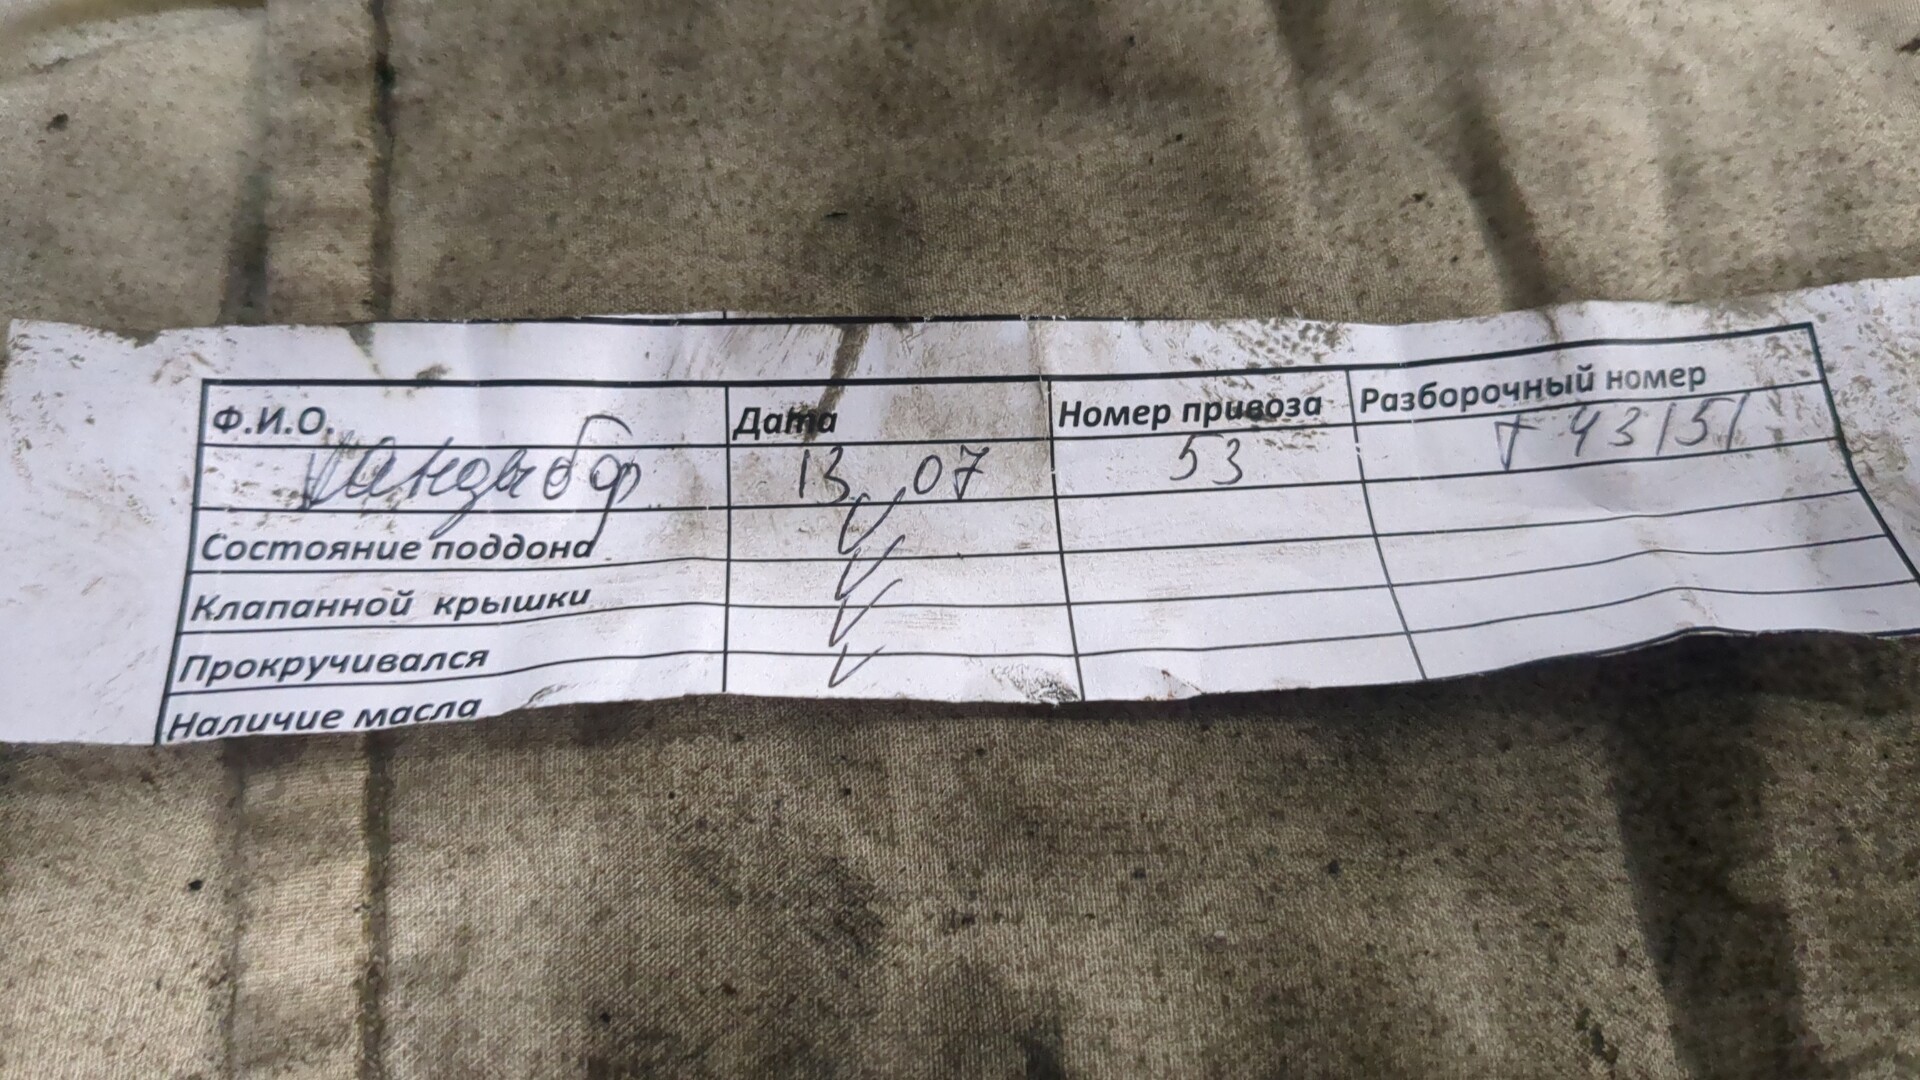 Ф.И.О. Дата Номер привоза Разборочный номер
13 07 53 т 43151
Состояние поддона ✓
Клапанной крышки ✓
Прокручивался ✓
Наличие масла ✓